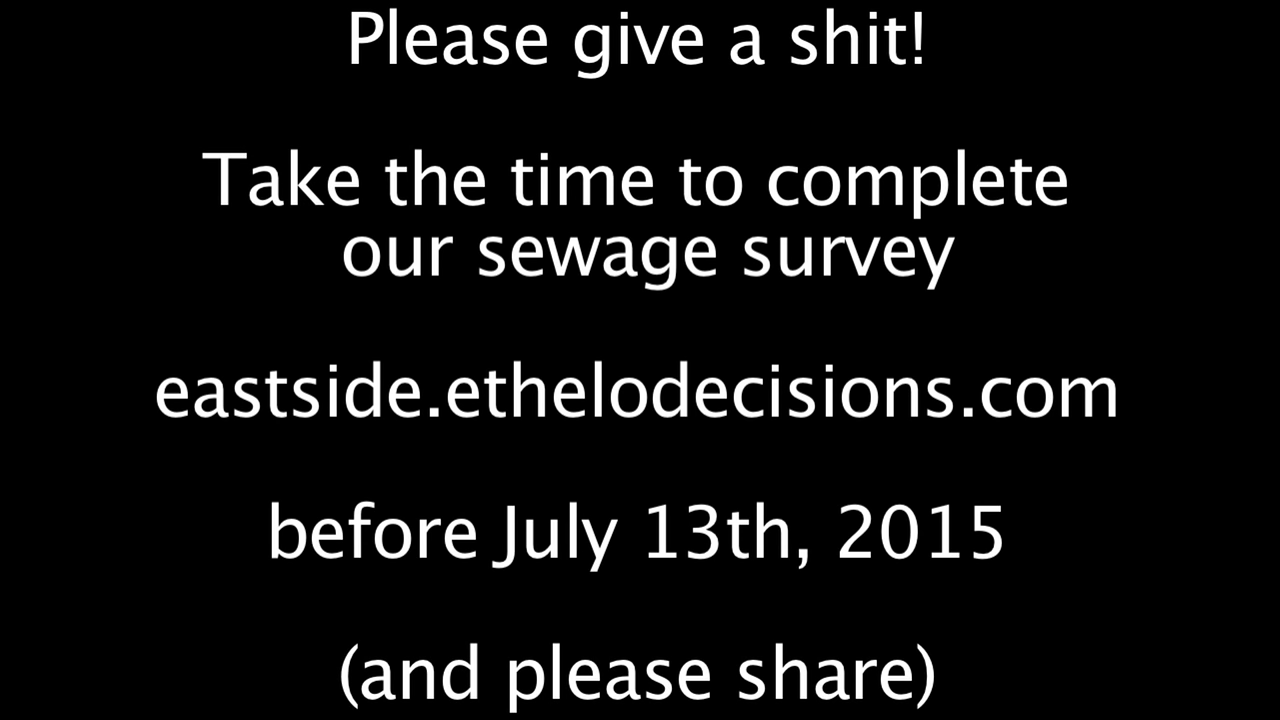 Please give a shit!
Take the time to complete
our sewage survey
eastside.ethelodecisions.com
before July 13th, 2015
(and please share)